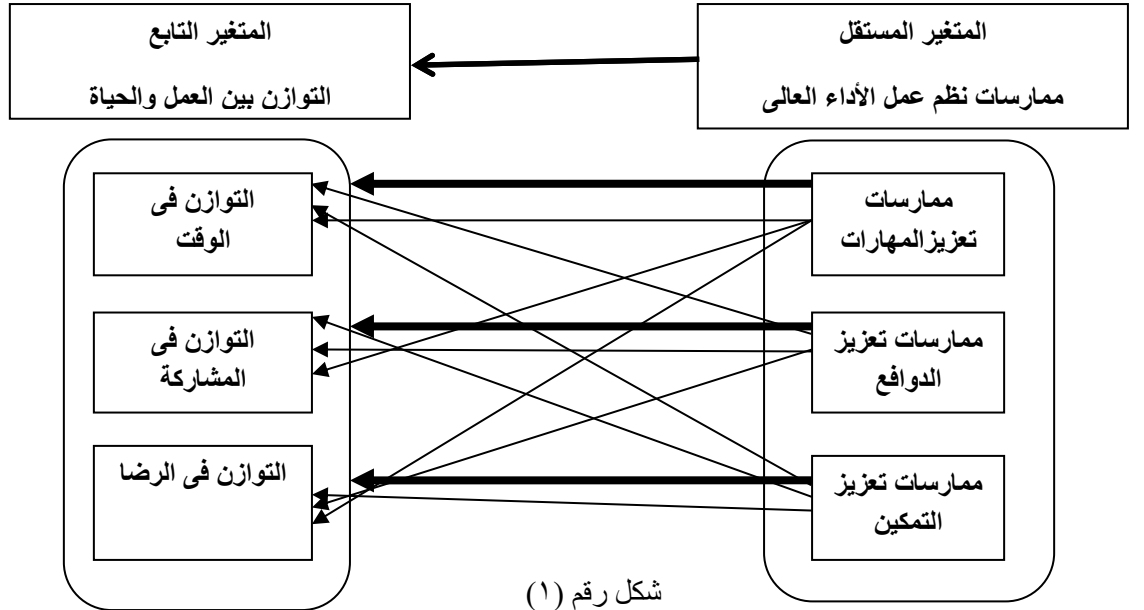 المتغير المستقل
ممارسات نظم عمل الأداء العالى
المتغير التابع
التوازن بين العمل والحياة
ممارسات
تعزيزالمهارات
التوازن فى
الوقت
ممارسات تعزيز
الدوافع
التوازن فى
المشاركة
ممارسات تعزيز
التمكين
التوازن فى الرضا
شكل رقم (١)